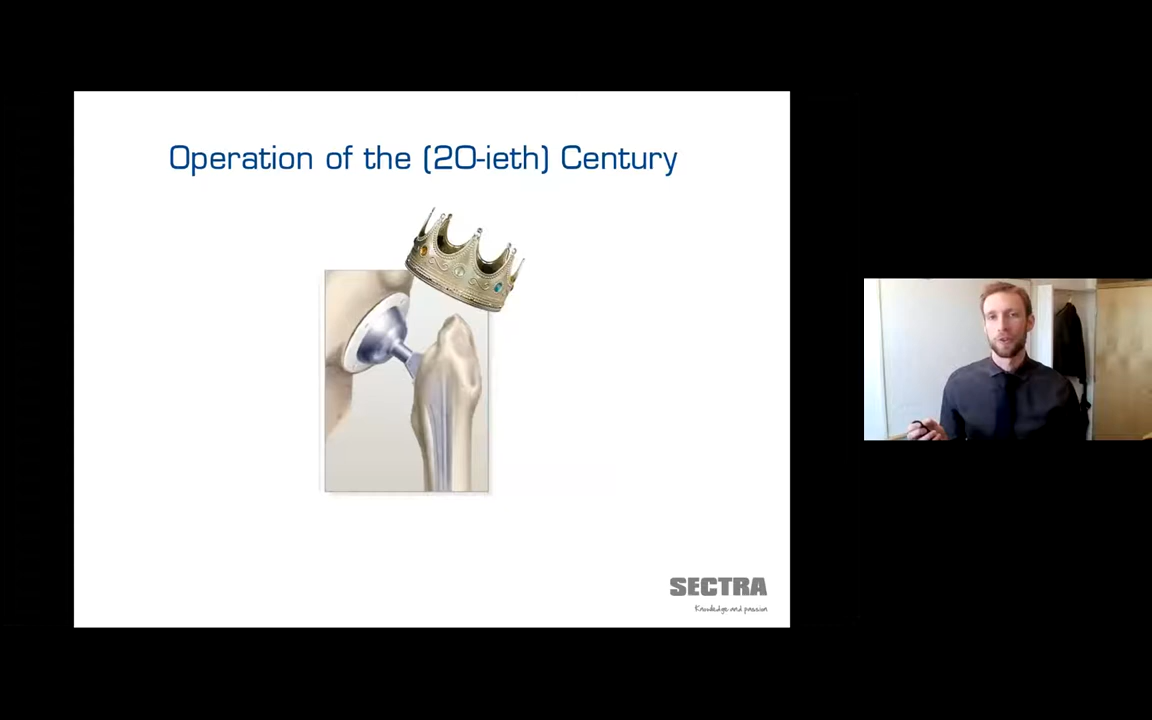 Operation of the (20-ieth) Century
SECTRA
Knowledge and passion